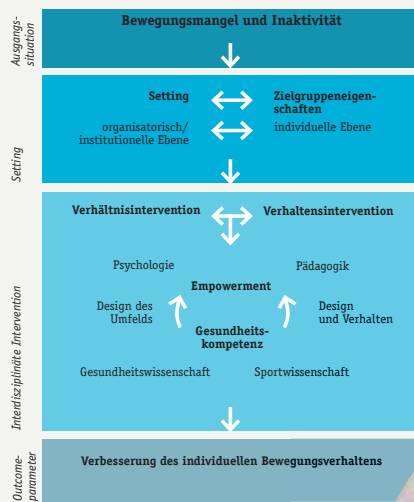 Ausgangs-
situation
Bewegungsmangel und Inaktivität
Setting
Setting
Zielgruppeneigen-
schaften
organisatorisch/
institutionelle Ebene
individuelle Ebene
Interdisziplinäte Intervention
Verhältnisintervention
Verhaltensintervention
Psychologie
Pädagogik
Empowerment
Design des
Umfelds
Design
und Verhalten
Gesundheits-
kompetenz
Gesundheitswissenschaft
Sportwissenschaft
Outcome-
parameter
Verbesserung des individuellen Bewegungsverhaltens